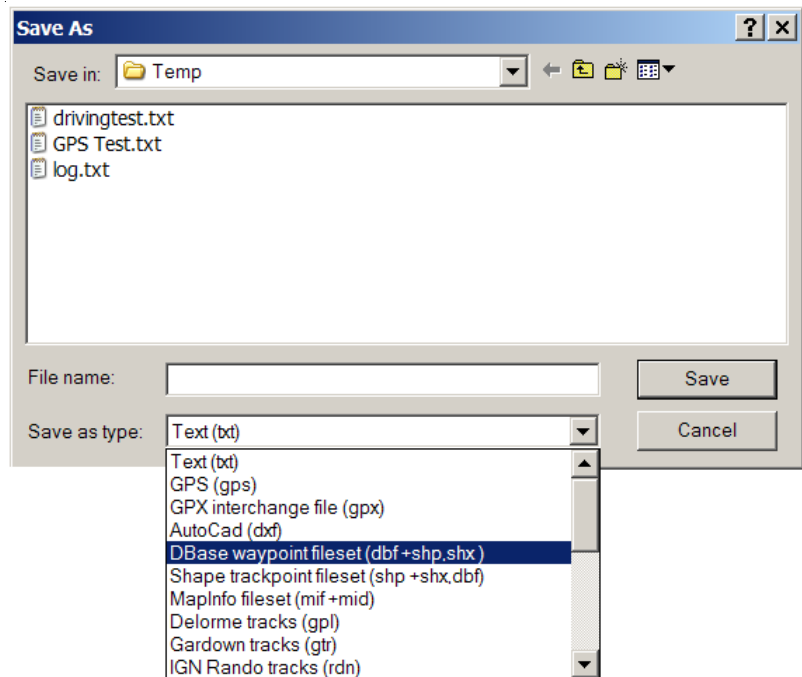 Save As
Save in: Temp
drivingtest.txt
GPS Test.txt
log.txt
File name:
Save
Save as type: Text (txt)
Cancel
Text (txt)
GPS (gps)
GPX interchange file (gpx)
AutoCad (dxf)
DBase waypoint fileset (dbf +shp,shx )
Shape trackpoint fileset (shp +shx,dbf)
MapInfo fileset (mif +mid)
Delorme tracks (gpl)
Gardown tracks (gtr)
IGN Rando tracks (rdn)